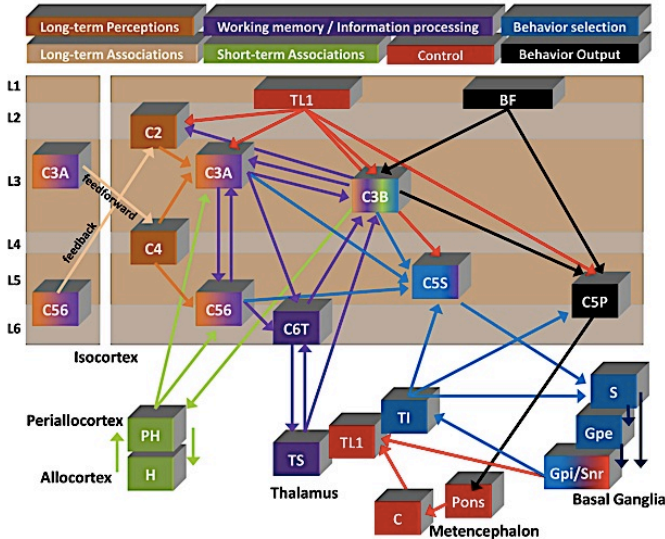 Long-term Perceptions
Working memory / Information processing
Behavior selection
Long-term Associations
Short-term Associations
Control
Behavior Output
L1
TL1
BF
L2
C2
C3A
C3A
L3
feedforward
C3B
feedback
C4
L4
L5
C5S
C5P
C56
C56
L6
C6T
Isocortex
S
Periallocortex
PH
TI
Gpe
TL1
Allocortex
H
TS
Gpi/Snr
Thalamus
Pons
Basal Ganglia
C
Metencephalon